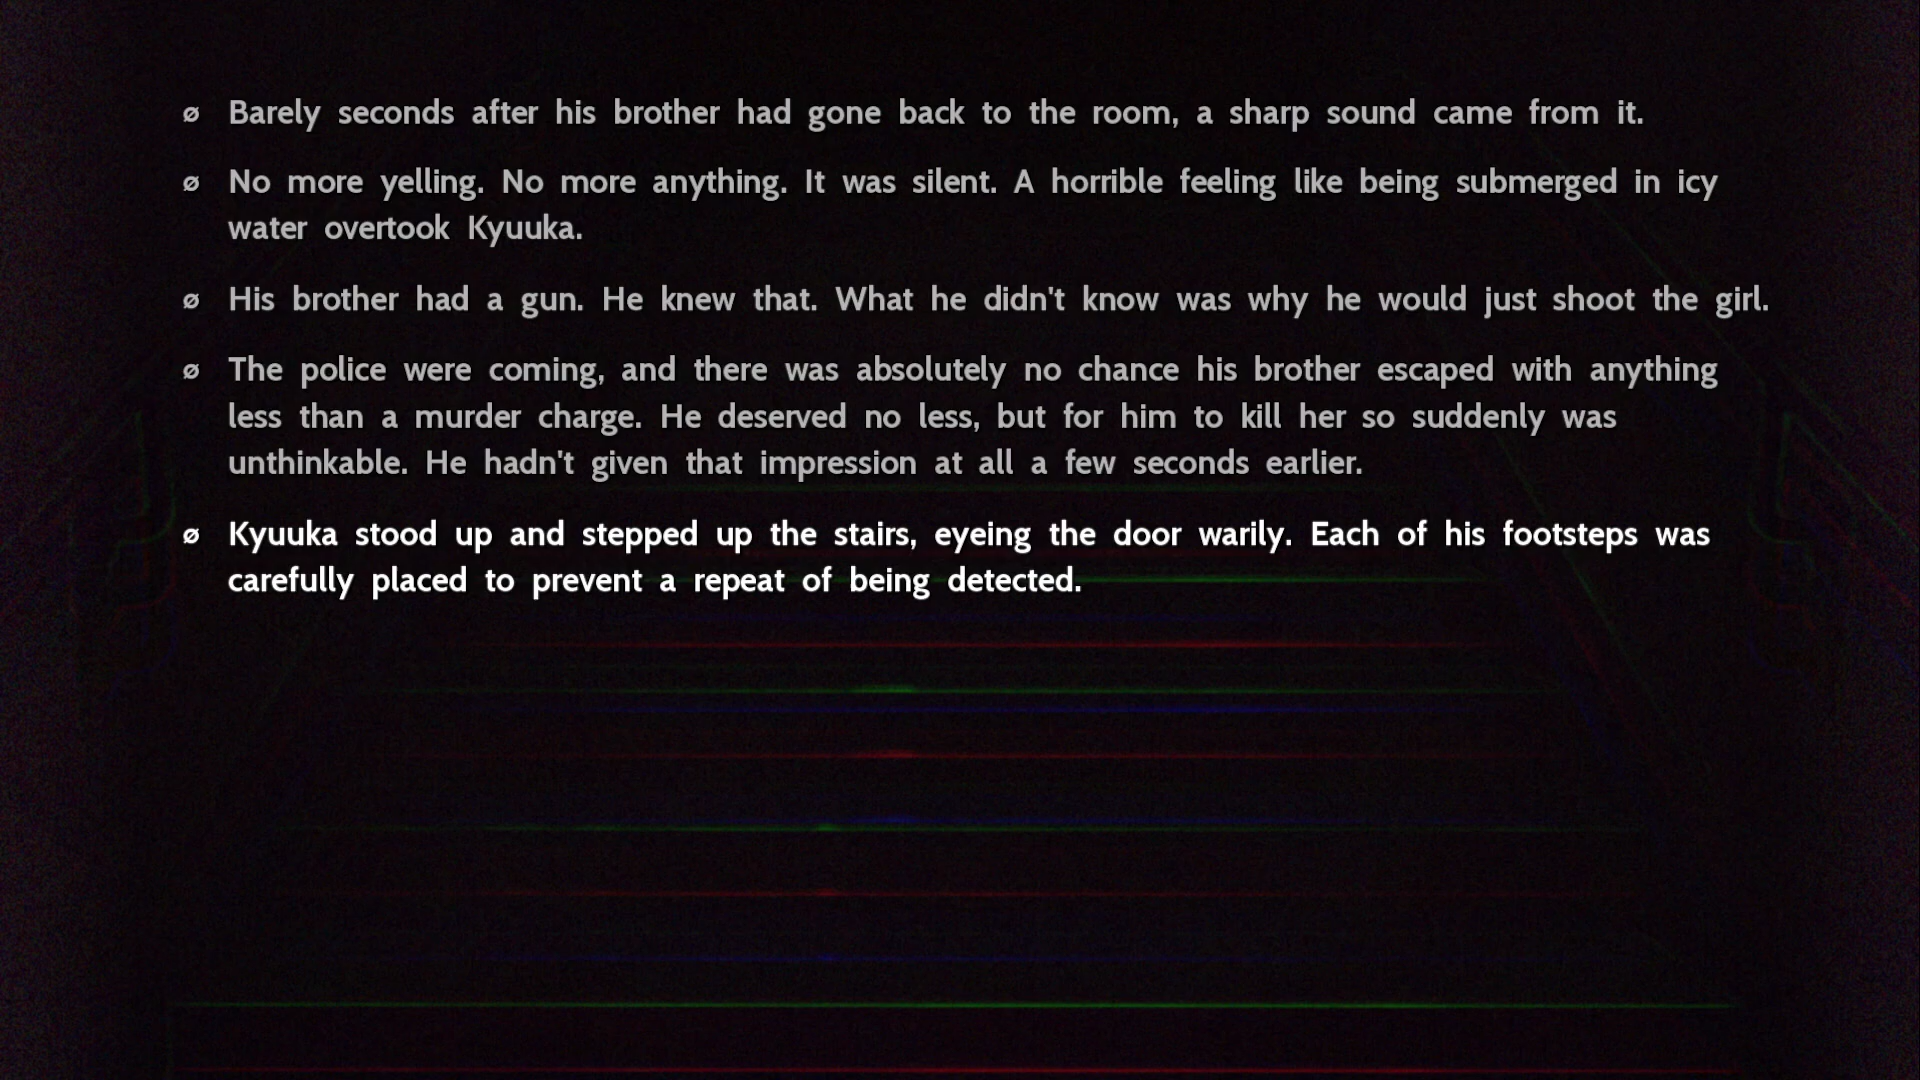 ø Barely seconds after his brother had gone back to the room, a sharp sound came from it.
ø No more yelling. No more anything. It was silent. A horrible feeling like being submerged in icy
water overtook Kyuuka.
ø His brother had a gun. He knew that. What he didn't know was why he would just shoot the girl.
ø The police were coming, and there was absolutely no chance his brother escaped with anything
less than a murder charge. He deserved no less, but for him to kill her so suddenly was
unthinkable. He hadn't given that impression at all a few seconds earlier.
ø Kyuuka stood up and stepped up the stairs, eyeing the door warily. Each of his footsteps was
carefully placed to prevent a repeat of being detected.